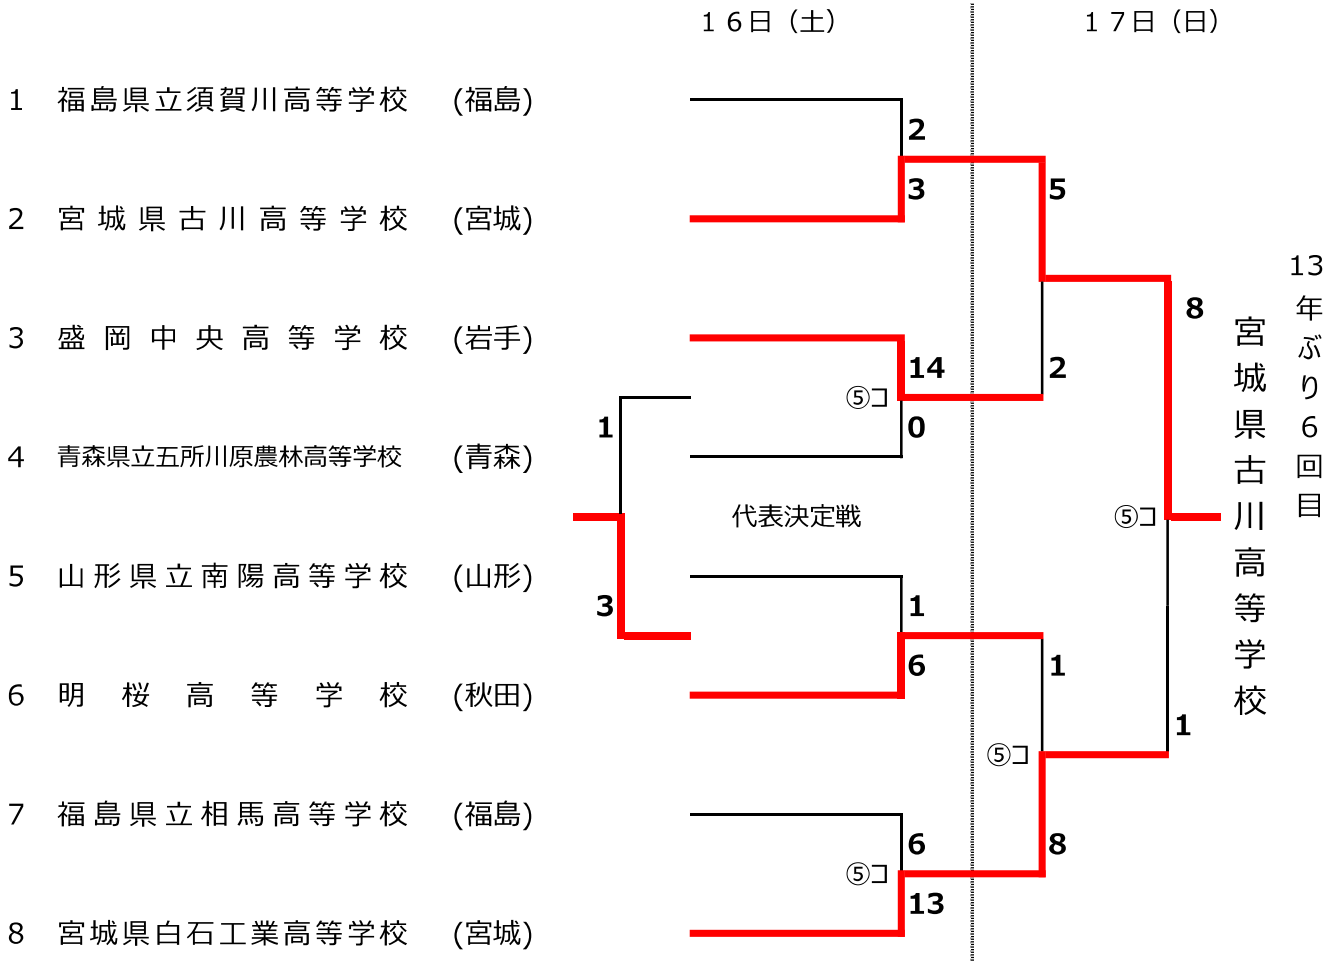 １６日（土）
１７日（日）
1 福島県立須賀川高等学校 (福島)
2
3
2 宮城県古川高等学校 (宮城)
5
3 盛岡中央高等学校 (岩手)
14
⑤コ
0
2
4 青森県立五所川原農林高等学校 (青森)
1
代表決定戦
3
5 山形県立南陽高等学校 (山形)
1
6
6 明桜高等学校 (秋田)
1
⑤コ
8
7 福島県立相馬高等学校 (福島)
6
⑤コ
13
8 宮城県白石工業高等学校 (宮城)
8
⑤コ
1
13年ぶり６回目
宮城県古川高等学校